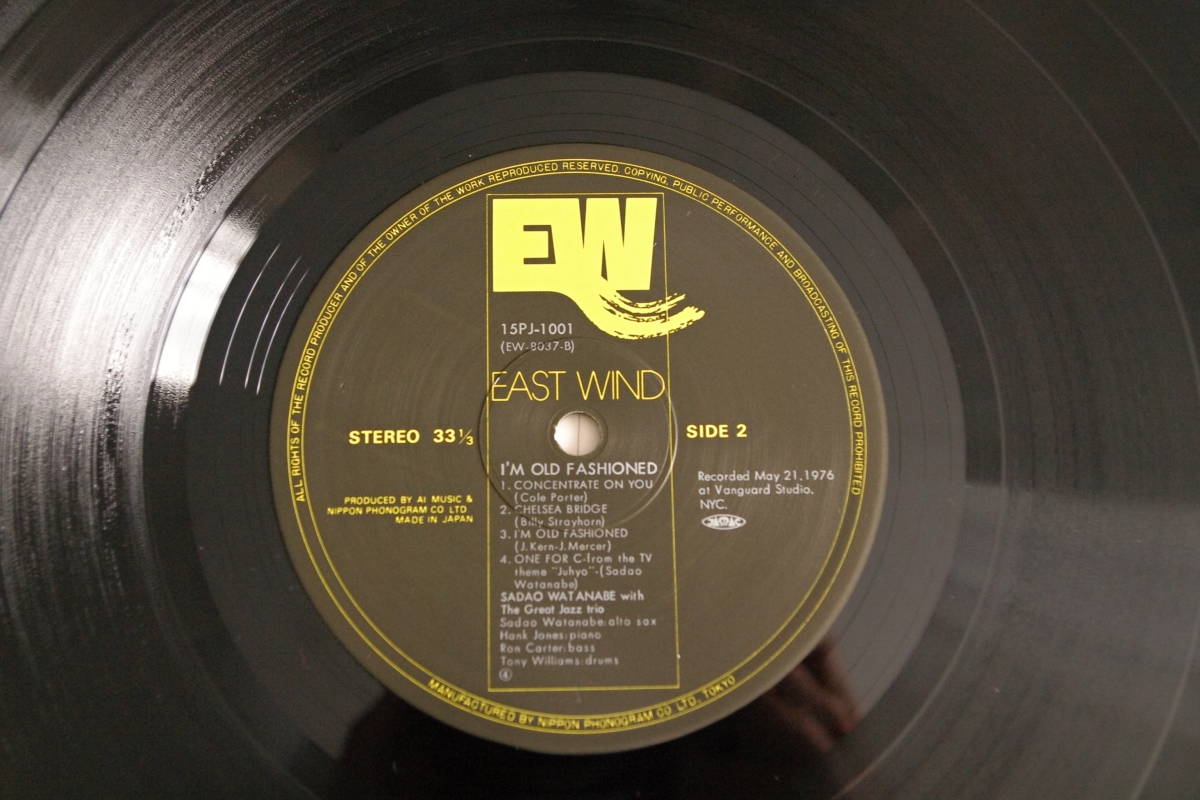 ALL RIGHTS OF THE RECORD PRODUCER AND OF THE OWNER OF THE WORK REPRODUCED RESERVED. COPYING, PUBLIC PERFORMANCE AND BROADCASTING OF THIS RECORD PROHIBITED
EW
15PJ-1001
(EW-8037-B)
EAST WIND
STEREO 33⅓
SIDE 2
PRODUCED BY AI MUSIC &
NIPPON PHONOGRAM CO LTD
MADE IN JAPAN
I'M OLD FASHIONED
1. CONCENTRATE ON YOU
(Cole Porter)
2. CHELSEA BRIDGE
(Billy Strayhorn)
3. I'M OLD FASHIONED
(J.Kern-J.Mercer)
4. ONE FOR C-from the TV
theme "Juhyo"-(Sadao
Watanabe)
SADAO WATANABE with
The Great Jazz trio
Sadao Watanabe:alto sax
Hank Jones:piano
Ron Carter:bass
Tony Williams:drums
④
Recorded May 21,1976
at Vanguard Studio,
NYC.
MANUFACTURED BY NIPPON PHONOGRAM CO LTD, TOKYO